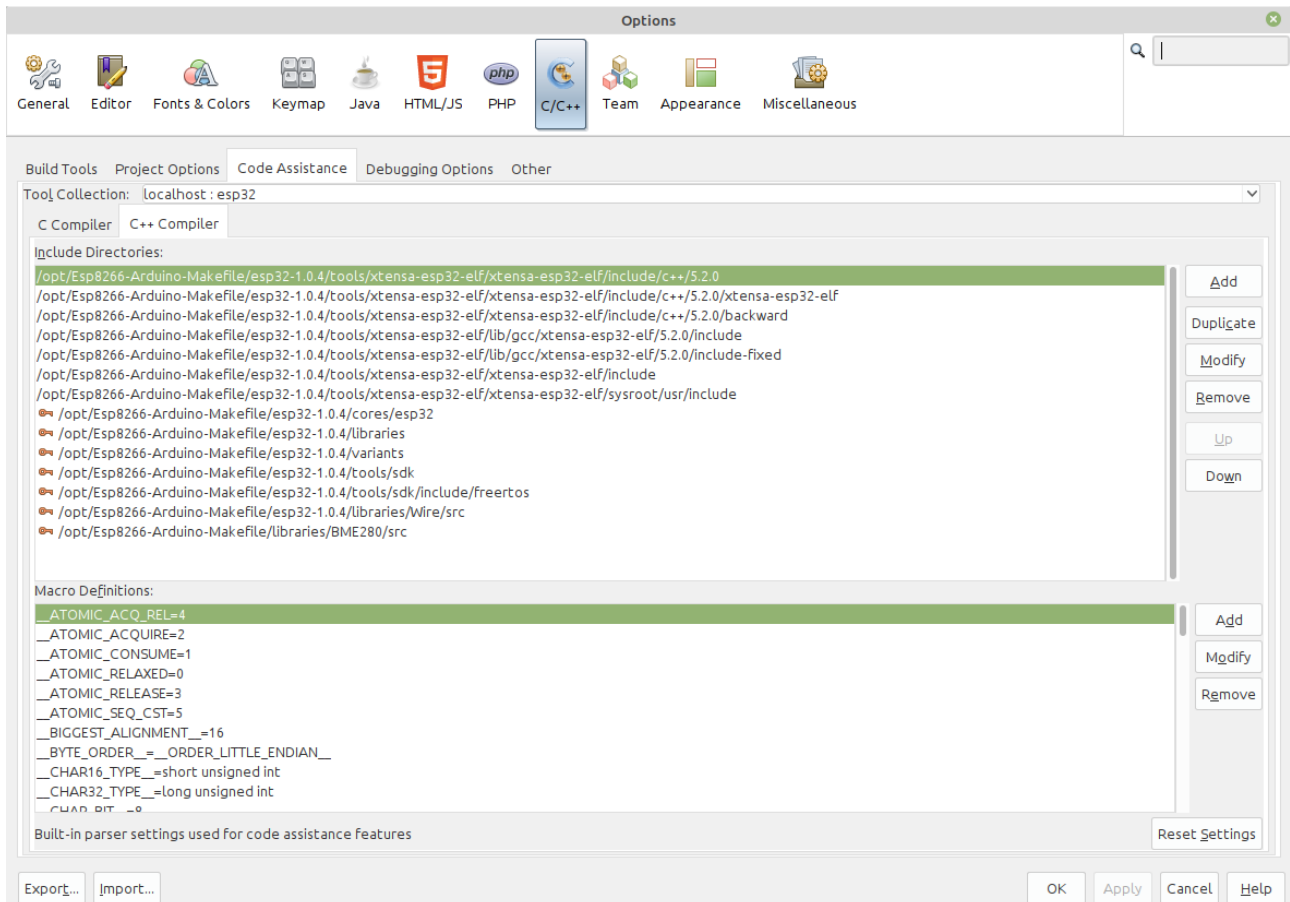 Options
General Editor Fonts & Colors Keymap Java HTML/JS PHP C/C++ Team Appearance Miscellaneous
Build Tools Project Options Code Assistance Debugging Options Other
Tool Collection: localhost : esp32
C Compiler C++ Compiler
Include Directories:
/opt/Esp8266-Arduino-Makefile/esp32-1.0.4/tools/xtensa-esp32-elf/xtensa-esp32-elf/include/c++/5.2.0
/opt/Esp8266-Arduino-Makefile/esp32-1.0.4/tools/xtensa-esp32-elf/xtensa-esp32-elf/include/c++/5.2.0/xtensa-esp32-elf
/opt/Esp8266-Arduino-Makefile/esp32-1.0.4/tools/xtensa-esp32-elf/xtensa-esp32-elf/include/c++/5.2.0/backward
/opt/Esp8266-Arduino-Makefile/esp32-1.0.4/tools/xtensa-esp32-elf/lib/gcc/xtensa-esp32-elf/5.2.0/include
/opt/Esp8266-Arduino-Makefile/esp32-1.0.4/tools/xtensa-esp32-elf/lib/gcc/xtensa-esp32-elf/5.2.0/include-fixed
/opt/Esp8266-Arduino-Makefile/esp32-1.0.4/tools/xtensa-esp32-elf/xtensa-esp32-elf/include
/opt/Esp8266-Arduino-Makefile/esp32-1.0.4/tools/xtensa-esp32-elf/xtensa-esp32-elf/sysroot/usr/include
/opt/Esp8266-Arduino-Makefile/esp32-1.0.4/cores/esp32
/opt/Esp8266-Arduino-Makefile/esp32-1.0.4/libraries
/opt/Esp8266-Arduino-Makefile/esp32-1.0.4/variants
/opt/Esp8266-Arduino-Makefile/esp32-1.0.4/tools/sdk
/opt/Esp8266-Arduino-Makefile/esp32-1.0.4/tools/sdk/include/freertos
/opt/Esp8266-Arduino-Makefile/esp32-1.0.4/libraries/Wire/src
/opt/Esp8266-Arduino-Makefile/libraries/BME280/src
Add
Duplicate
Modify
Remove
Up
Down
Macro Definitions:
__ATOMIC_ACQ_REL=4
__ATOMIC_ACQUIRE=2
__ATOMIC_CONSUME=1
__ATOMIC_RELAXED=0
__ATOMIC_RELEASE=3
__ATOMIC_SEQ_CST=5
__BIGGEST_ALIGNMENT__=16
__BYTE_ORDER__=__ORDER_LITTLE_ENDIAN__
__CHAR16_TYPE__=short unsigned int
__CHAR32_TYPE__=long unsigned int
__CHAR_BIT__=8
Add
Modify
Remove
Built-in parser settings used for code assistance features
Reset Settings
Export... Import... OK Apply Cancel Help